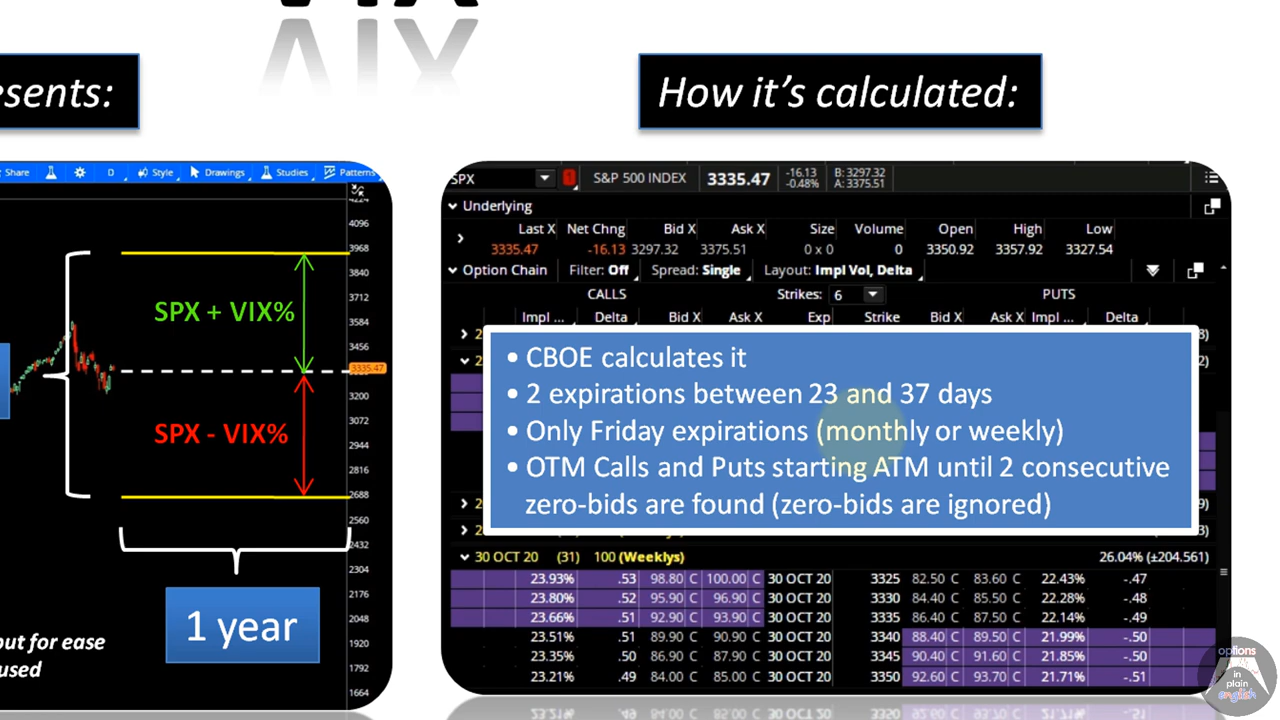 VIX
esents:
How it's calculated:
Share D Style Drawings Studies Patterns
4224
4096
3968
3840
3712
3584
3456
3335.47
3200
3072
2944
2816
2688
2560
2432
2304
2176
2048
1920
1792
1664
SPX + VIX%
SPX - VIX%
1 year
out for ease
used
SPX 1 S&P 500 INDEX 3335.47 -16.13 -0.48% B: 3297.32 A: 3375.51
Underlying
Last X Net Chng Bid X Ask X Size Volume Open High Low
3335.47 -16.13 3297.32 3375.51 0 x 0 0 3350.92 3357.92 3327.54
Option Chain Filter: Off Spread: Single Layout: Impl Vol, Delta
CALLS Strikes: 6 PUTS
Impl ... Delta Bid X Ask X Exp Strike Bid X Ask X Impl ... Delta
• CBOE calculates it
• 2 expirations between 23 and 37 days
• Only Friday expirations (monthly or weekly)
• OTM Calls and Puts starting ATM until 2 consecutive
zero-bids are found (zero-bids are ignored)
30 OCT 20 (31) 100 (Weeklys) 26.04% (±204.561)
23.93% .53 98.80 C 100.00 C 30 OCT 20 3325 82.50 C 83.60 C 22.43% -.47
23.80% .52 95.90 C 96.90 C 30 OCT 20 3330 84.40 C 85.50 C 22.28% -.48
23.66% .51 92.90 C 93.90 C 30 OCT 20 3335 86.40 C 87.50 C 22.14% -.49
23.51% .51 89.90 C 90.90 C 30 OCT 20 3340 88.40 C 89.50 C 21.99% -.50
23.35% .50 86.90 C 87.90 C 30 OCT 20 3345 90.40 C 91.60 C 21.85% -.50
23.21% .49 84.00 C 85.00 C 30 OCT 20 3350 92.60 C 93.70 C 21.71% -.51
options
in
plain
english